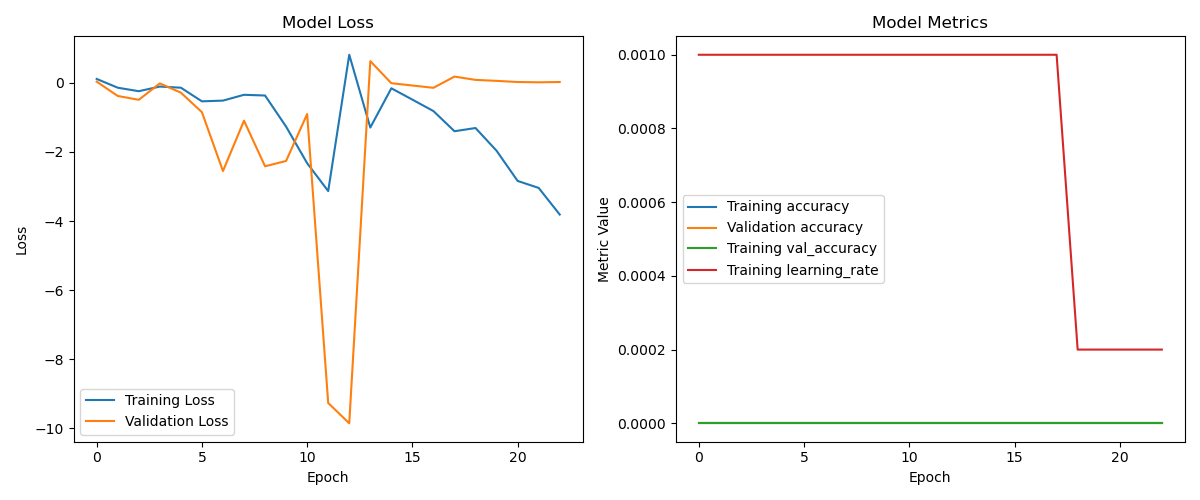 Model Loss
0
−2
−4
−6
−8
−10
Loss
Training Loss
Validation Loss
0 5 10 15 20
Epoch
Model Metrics
0.0010
0.0008
0.0006
0.0004
0.0002
0.0000
Metric Value
Training accuracy
Validation accuracy
Training val_accuracy
Training learning_rate
0 5 10 15 20
Epoch